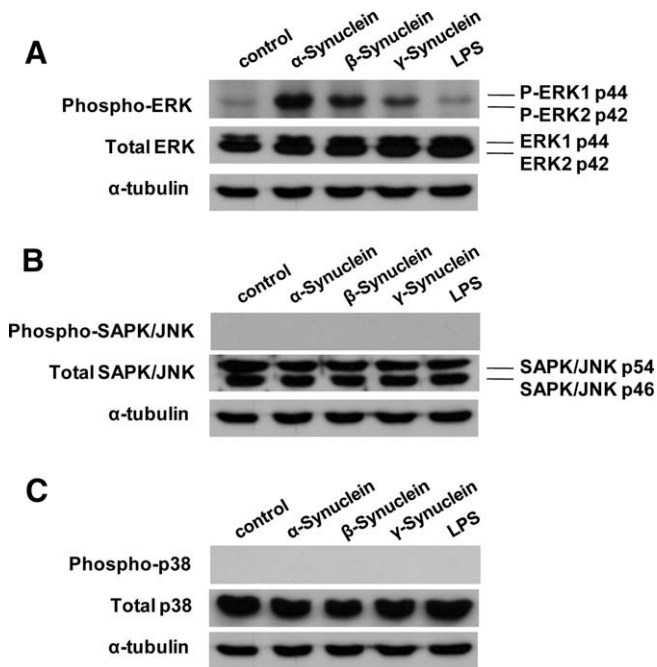 A
control α-Synuclein β-Synuclein γ-Synuclein LPS
Phospho-ERK
P-ERK1 p44
P-ERK2 p42
Total ERK
ERK1 p44
ERK2 p42
α-tubulin
B
control α-Synuclein β-Synuclein γ-Synuclein LPS
Phospho-SAPK/JNK
Total SAPK/JNK
SAPK/JNK p54
SAPK/JNK p46
α-tubulin
C
control α-Synuclein β-Synuclein γ-Synuclein LPS
Phospho-p38
Total p38
α-tubulin